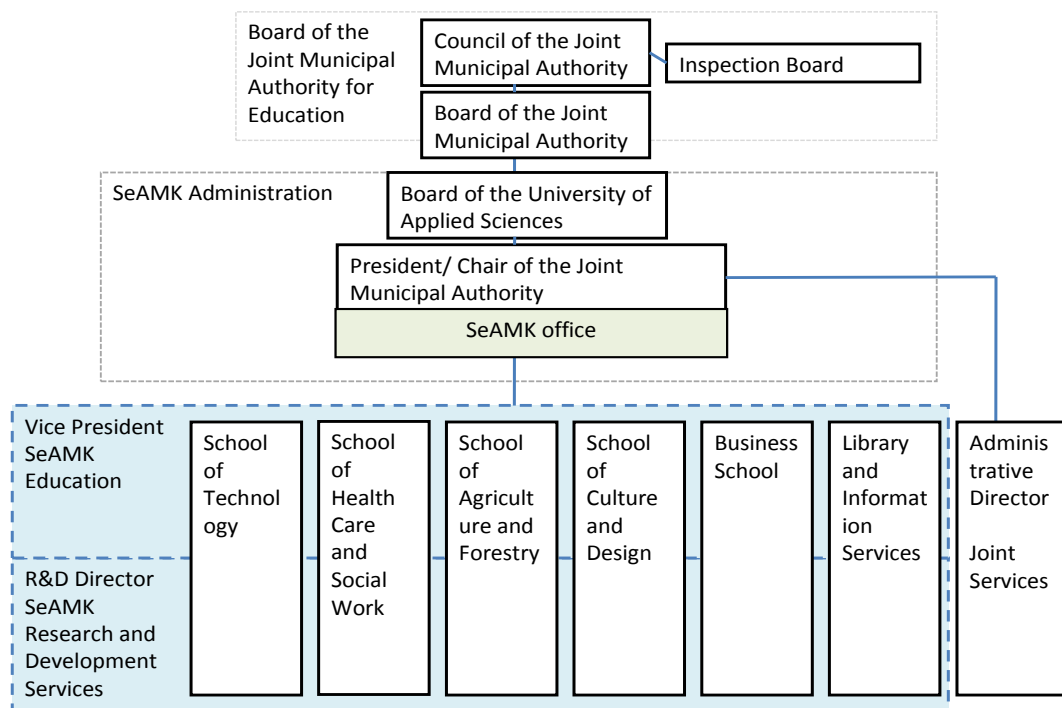 Board of the
Joint Municipal
Authority for
Education
Council of the Joint
Municipal Authority
Inspection Board
Board of the Joint
Municipal Authority
SeAMK Administration
Board of the University of
Applied Sciences
President/ Chair of the Joint
Municipal Authority
SeAMK office
Vice President
SeAMK
Education
School
of
Technol
ogy
School
of
Health
Care
and
Social
Work
School
of
Agricult
ure and
Forestry
School
of
Culture
and
Design
Business
School
Library
and
Informat
ion
Services
Adminis
trative
Director
Joint
Services
R&D Director
SeAMK
Research and
Development
Services